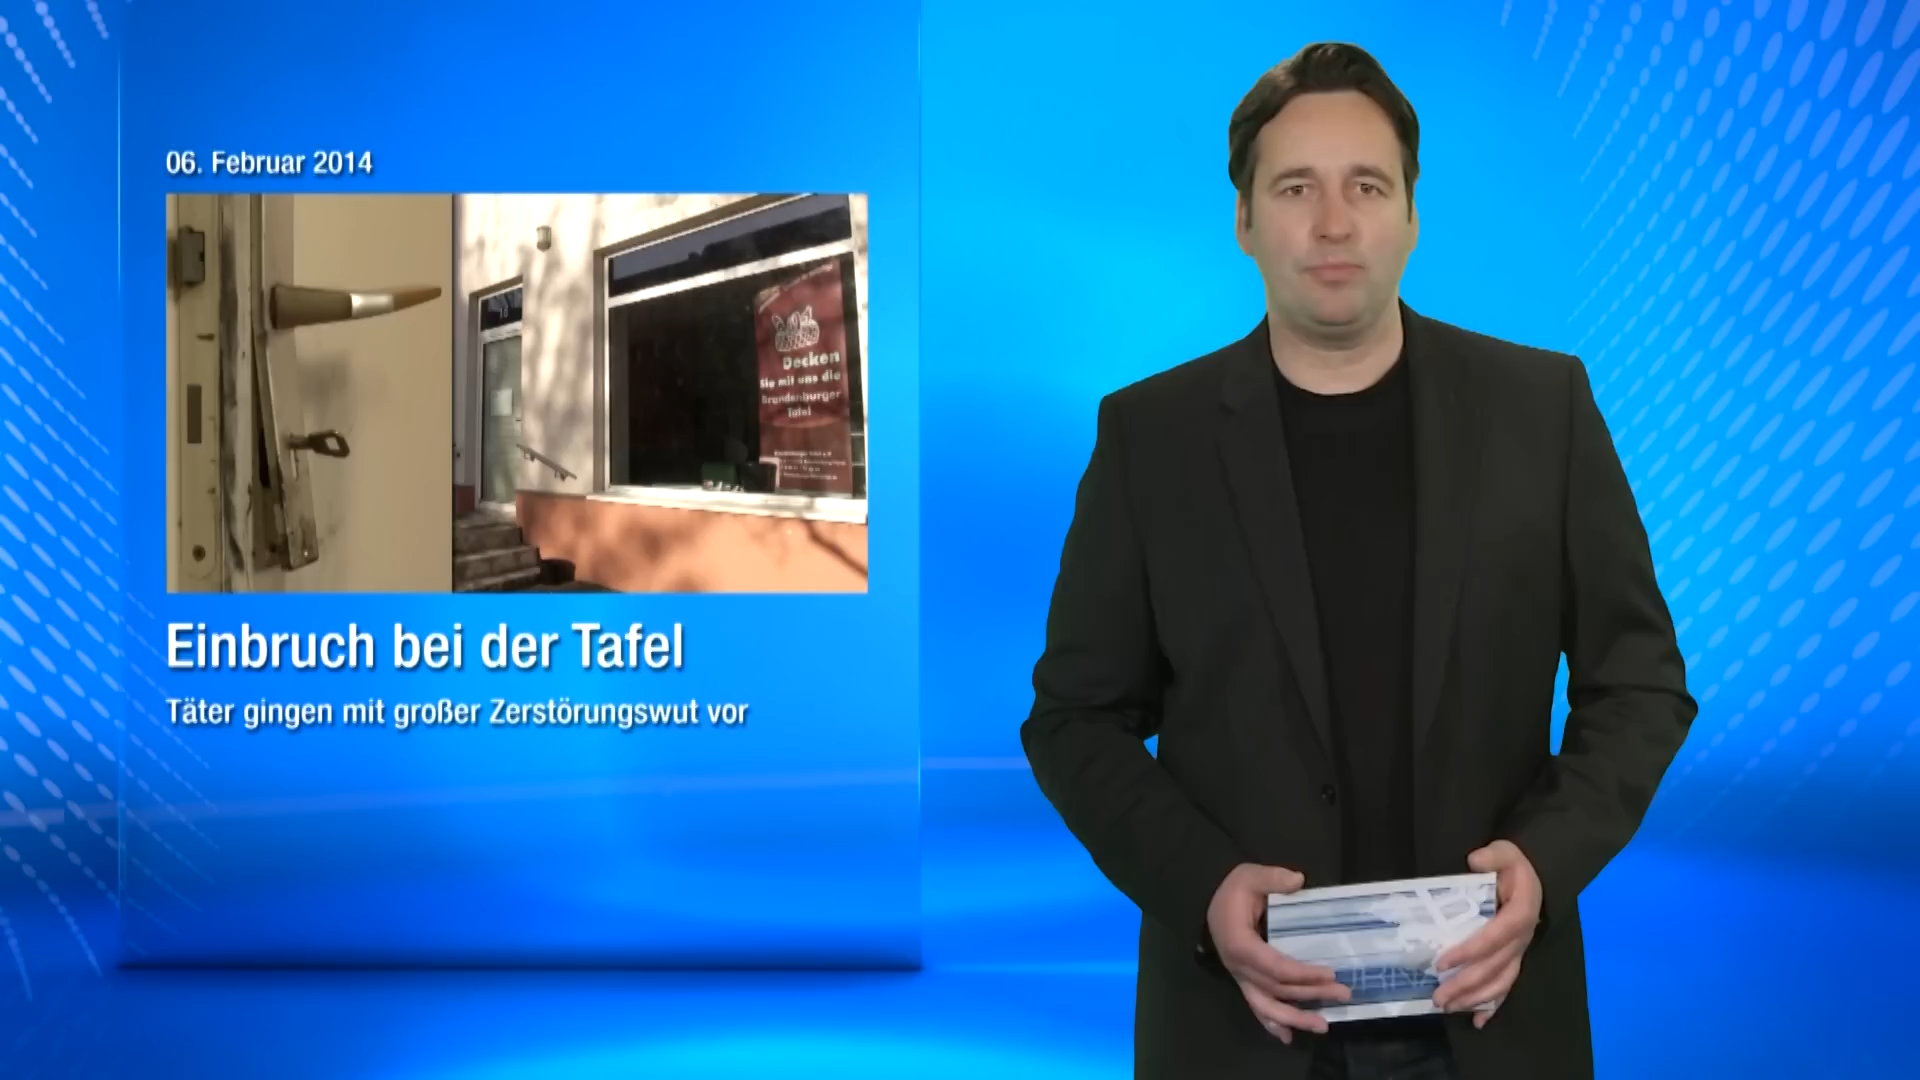 06. Februar 2014
Decken
Sie mit uns die
Brandenburger
Tafel
Einbruch bei der Tafel
Täter gingen mit großer Zerstörungswut vor